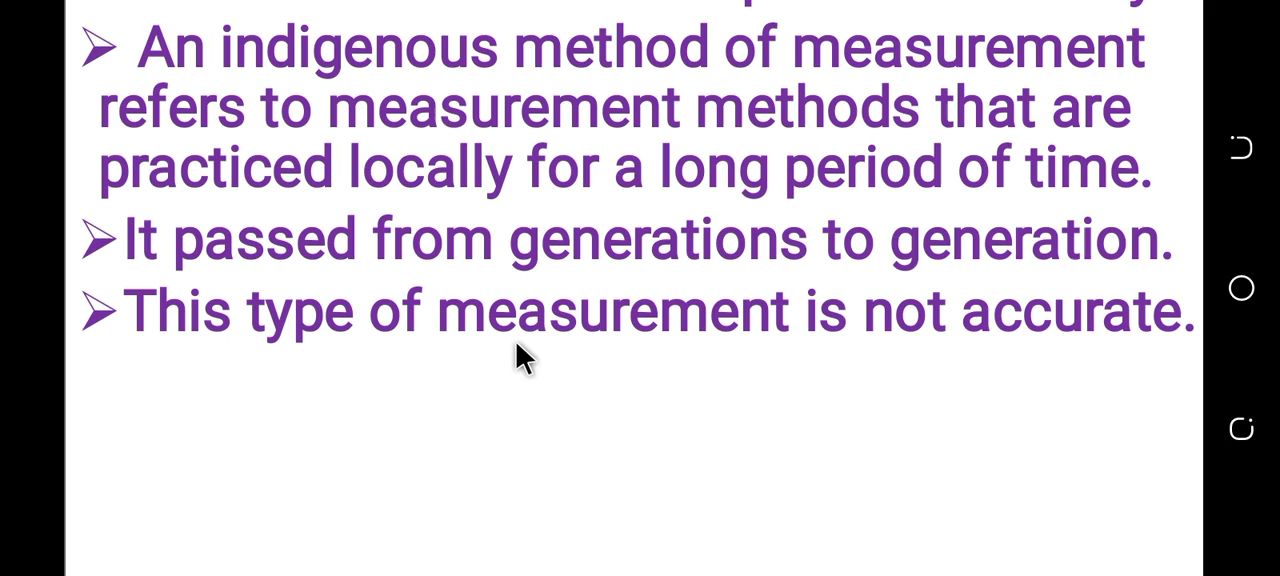 ➢ An indigenous method of measurement
refers to measurement methods that are
practiced locally for a long period of time.
➢It passed from generations to generation.
➢This type of measurement is not accurate.